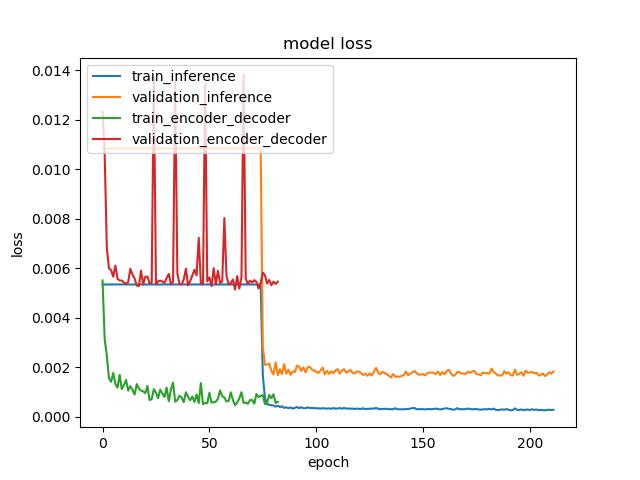 model loss
train_inference
validation_inference
train_encoder_decoder
validation_encoder_decoder
loss
0.014
0.012
0.010
0.008
0.006
0.004
0.002
0.000
0
50
100
150
200
epoch